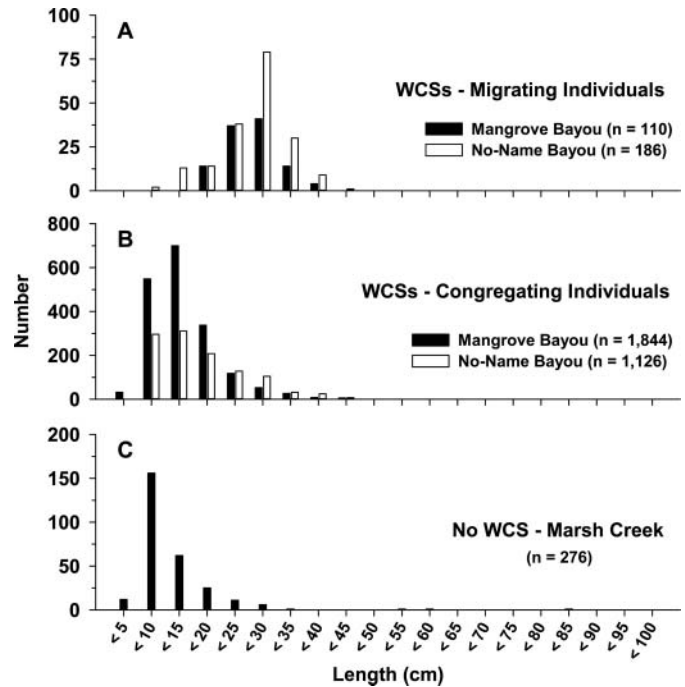 A
100
75
50
25
0
WCSs - Migrating Individuals
Mangrove Bayou (n = 110)
No-Name Bayou (n = 186)
B
800
600
400
200
0
Number
WCSs - Congregating Individuals
Mangrove Bayou (n = 1,844)
No-Name Bayou (n = 1,126)
C
200
150
100
50
0
No WCS - Marsh Creek
(n = 276)
< 5 < 10 < 15 < 20 < 25 < 30 < 35 < 40 < 45 < 50 < 55 < 60 < 65 < 70 < 75 < 80 < 85 < 90 < 95 < 100
Length (cm)